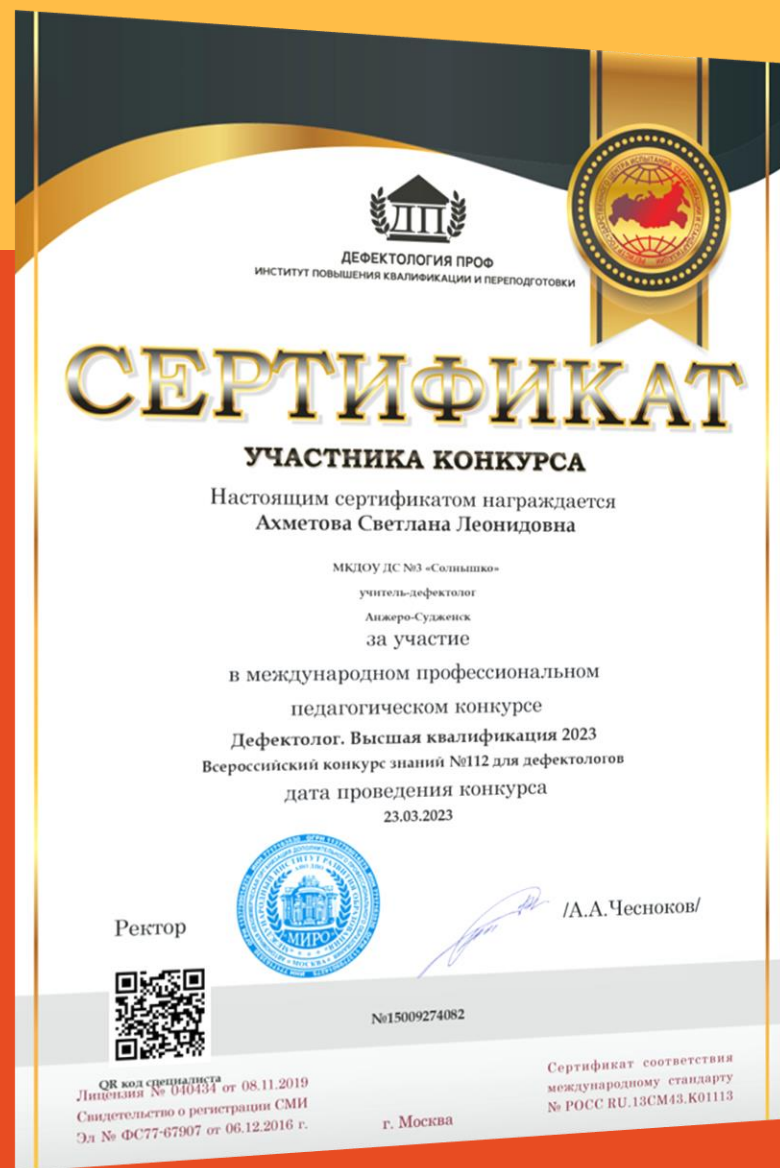 ДП
ДЕФЕКТОЛОГИЯ ПРОФ
ИНСТИТУТ ПОВЫШЕНИЯ КВАЛИФИКАЦИИ И ПЕРЕПОДГОТОВКИ
СЕРТИФИКАТ
УЧАСТНИКА КОНКУРСА
Настоящим сертификатом награждается
Ахметова Светлана Леонидовна
МКДОУ ДС №3 «Солнышко»
учитель-дефектолог
Анжеро-Судженск
за участие
в международном профессиональном
педагогическом конкурсе
Дефектолог. Высшая квалификация 2023
Всероссийский конкурс знаний №112 для дефектологов
дата проведения конкурса
23.03.2023
МИРО
Ректор
/А.А.Чесноков/
№15009274082
QR код специалиста
Лицензия № 040434 от 08.11.2019
Свидетельство о регистрации СМИ
Эл № ФС77-67907 от 06.12.2016 г.
г. Москва
Сертификат соответствия
международному стандарту
№ РОСС RU.13СМ43.К01113